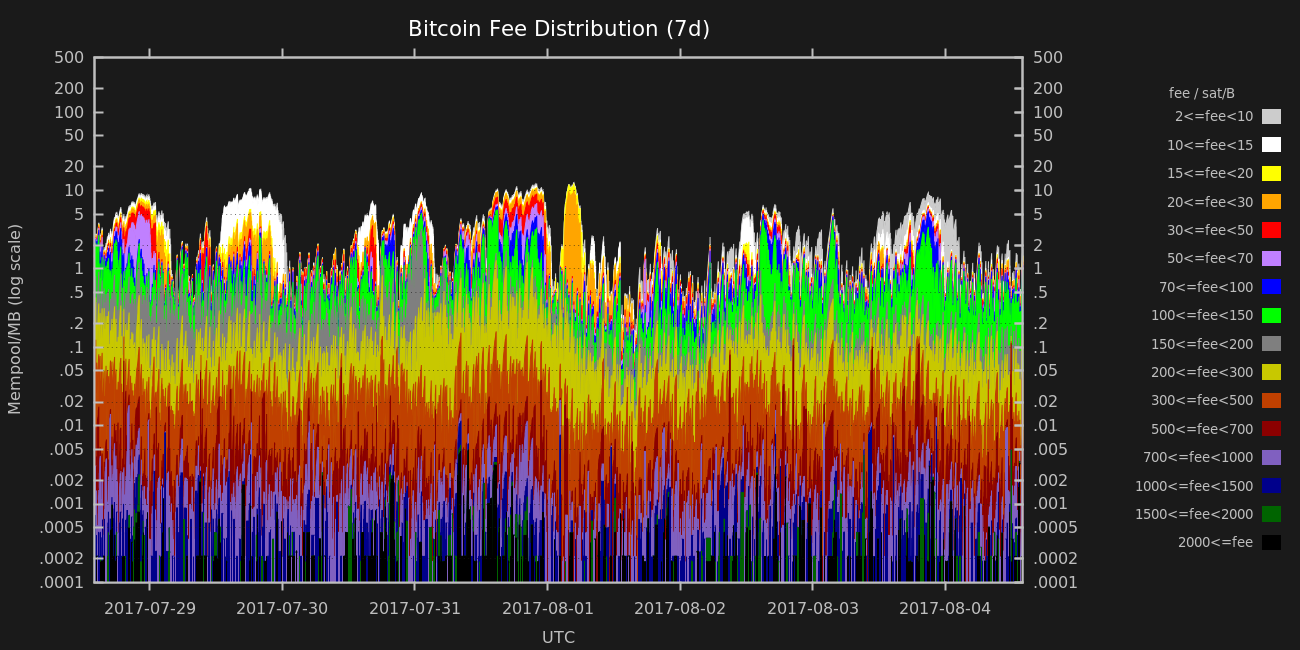 Bitcoin Fee Distribution (7d)
500
200
100
50
20
10
5
2
1
.5
.2
.1
.05
.02
.01
.005
.002
.001
.0005
.0002
.0001
Mempool/MB (log scale)
500
200
100
50
20
10
5
2
1
.5
.2
.1
.05
.02
.01
.005
.002
.001
.0005
.0002
.0001
2017-07-29 2017-07-30 2017-07-31 2017-08-01 2017-08-02 2017-08-03 2017-08-04
UTC
fee / sat/B
2<=fee<10
10<=fee<15
15<=fee<20
20<=fee<30
30<=fee<50
50<=fee<70
70<=fee<100
100<=fee<150
150<=fee<200
200<=fee<300
300<=fee<500
500<=fee<700
700<=fee<1000
1000<=fee<1500
1500<=fee<2000
2000<=fee